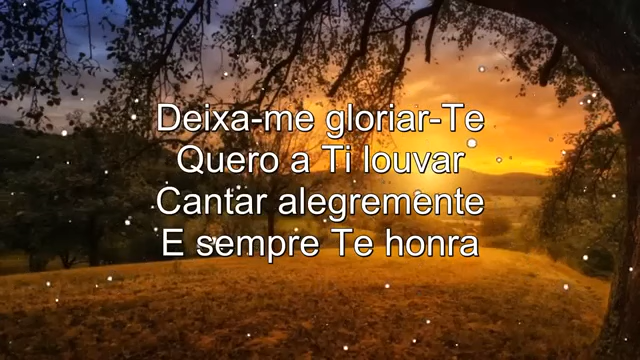 Deixa-me gloriar-Te
Quero a Ti louvar
Cantar alegremente
E sempre Te honra